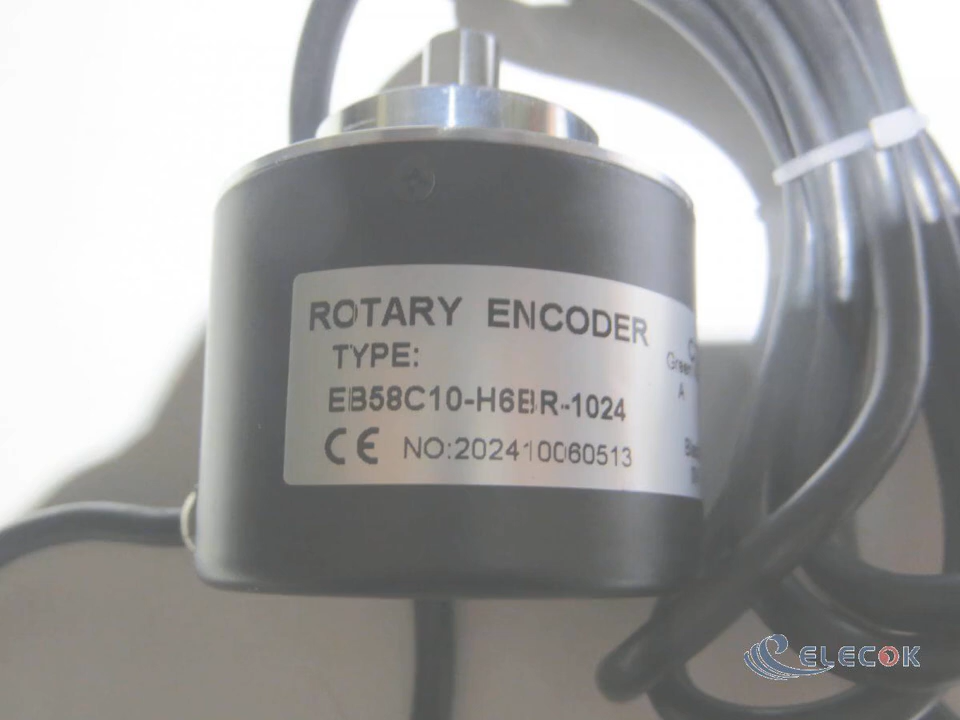 ROTARY ENCODER
TYPE:
EB58C10-H6BR-1024
CE NO:202410060513
Green
A
ELECOK